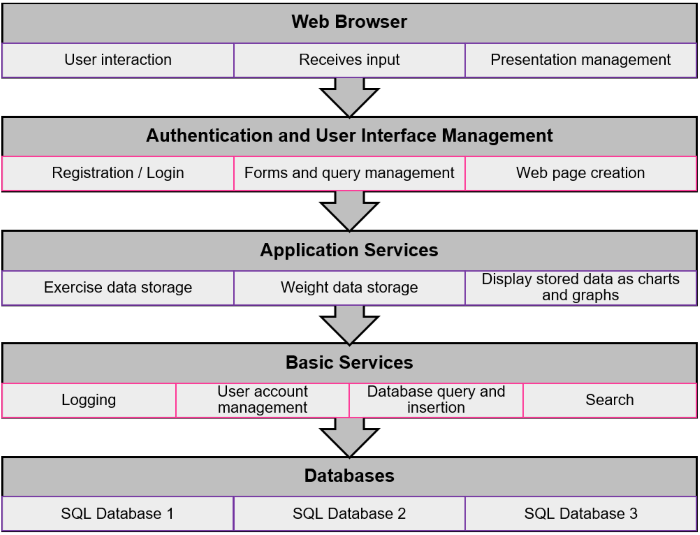 Web Browser
User interaction
Receives input
Presentation management
Authentication and User Interface Management
Registration / Login
Forms and query management
Web page creation
Application Services
Exercise data storage
Weight data storage
Display stored data as charts
and graphs
Basic Services
Logging
User account
management
Database query and
insertion
Search
Databases
SQL Database 1
SQL Database 2
SQL Database 3